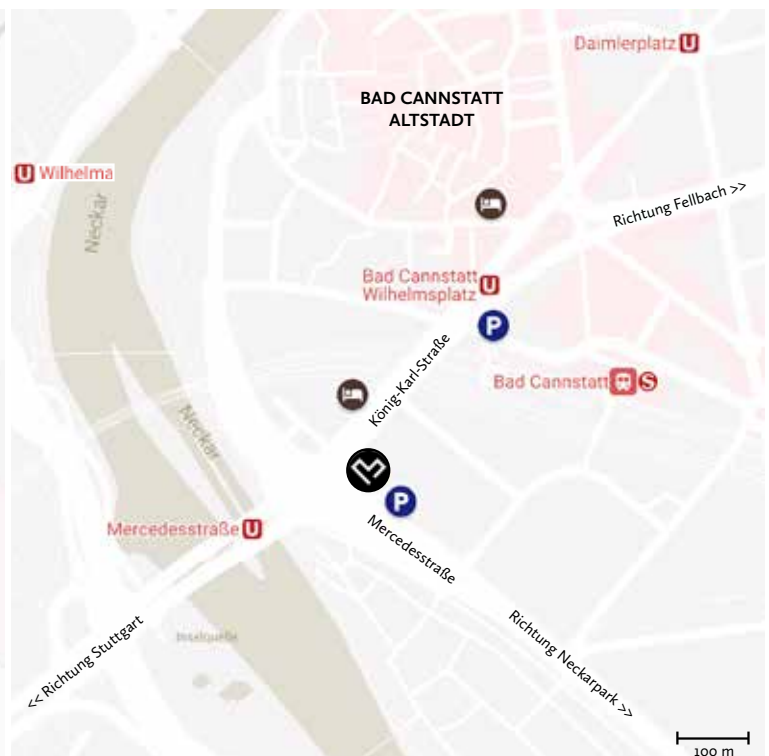 Daimlerplatz U
BAD CANNSTATT
ALTSTADT
U Wilhelma
Neckar
Richtung Fellbach >>
Bad Cannstatt
Wilhelmsplatz U
P
König-Karl-Straße
Bad Cannstatt S
Neckar
P
Mercedesstraße U
Mercedesstraße
Inselquelle
<< Richtung Stuttgart
Richtung Neckarpark >>
100 m